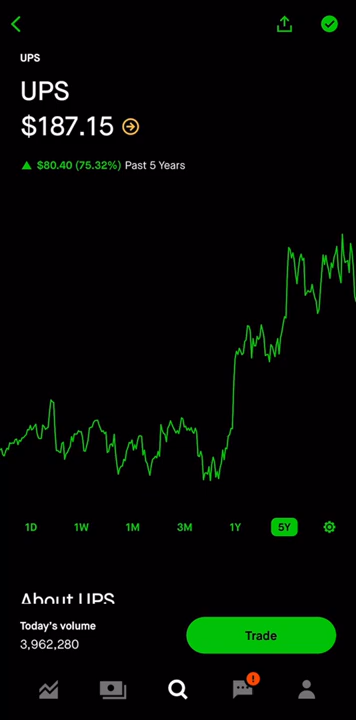 UPS
UPS
$187.15
$80.40 (75.32%) Past 5 Years
1D 1W 1M 3M 1Y 5Y
About UPS
Today's volume
3,962,280
Trade
!